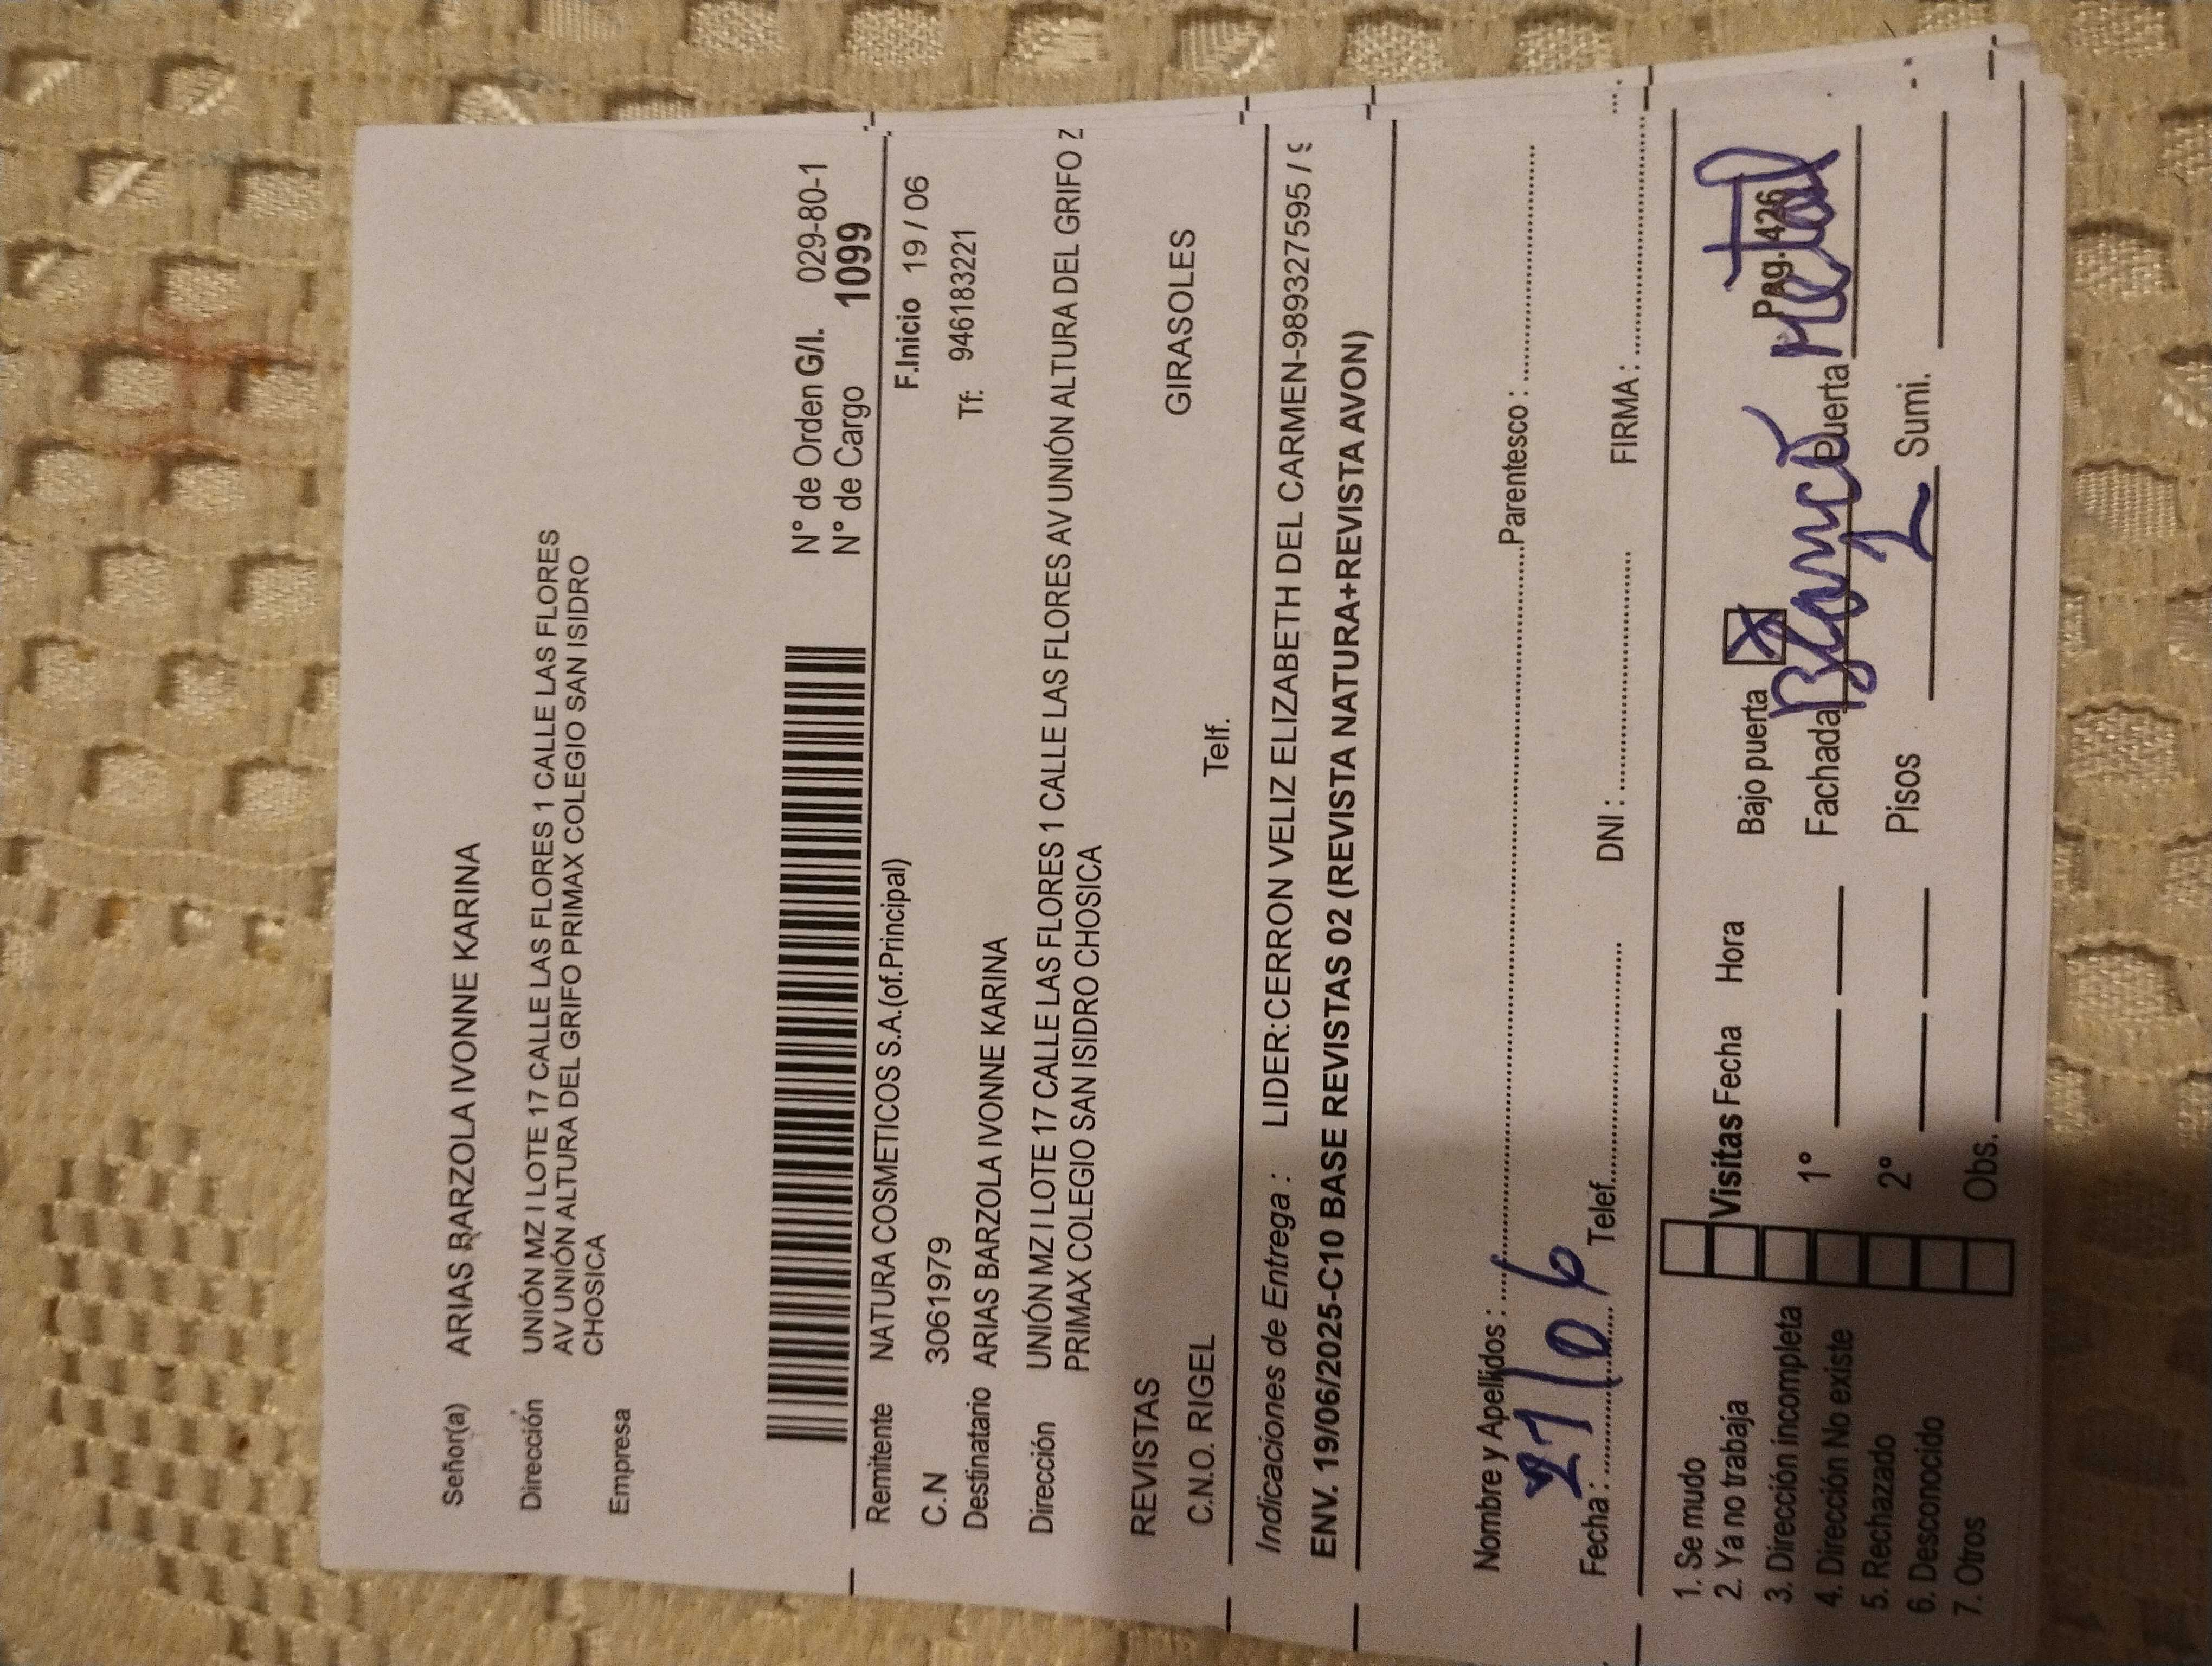 Señor(a) ARIAS BARZOLA IVONNE KARINA
Dirección UNIÓN MZ I LOTE 17 CALLE LAS FLORES 1 CALLE LAS FLORES
AV UNIÓN ALTURA DEL GRIFO PRIMAX COLEGIO SAN ISIDRO
CHOSICA
Empresa
N° de Orden G/I. 029-80-1
N° de Cargo 1099
Remitente NATURA COSMETICOS S.A.(of.Principal) F.Inicio 19 / 06
C.N 3061979 Tf: 946183221
Destinatario ARIAS BARZOLA IVONNE KARINA
Dirección UNIÓN MZ I LOTE 17 CALLE LAS FLORES 1 CALLE LAS FLORES AV UNIÓN ALTURA DEL GRIFO
PRIMAX COLEGIO SAN ISIDRO CHOSICA
REVISTAS GIRASOLES
C.N.O. RIGEL Telf.
Indicaciones de Entrega : LIDER:CERRON VELIZ ELIZABETH DEL CARMEN-989327595 /
ENV. 19/06/2025-C10 BASE REVISTAS 02 (REVISTA NATURA+REVISTA AVON)
Nombre y Apellidos : Parentesco :
Fecha : 21/06 Telef. DNI : FIRMA :
1. Se mudo
2. Ya no trabaja
3. Dirección incompleta
4. Dirección No existe
5. Rechazado
6. Desconocido
7. Otros
Visitas Fecha Hora
1°
2°
Obs.
Bajo puerta X
Fachada Blanco Puerta Metal
Pag. 426
Pisos 2 Sumi.